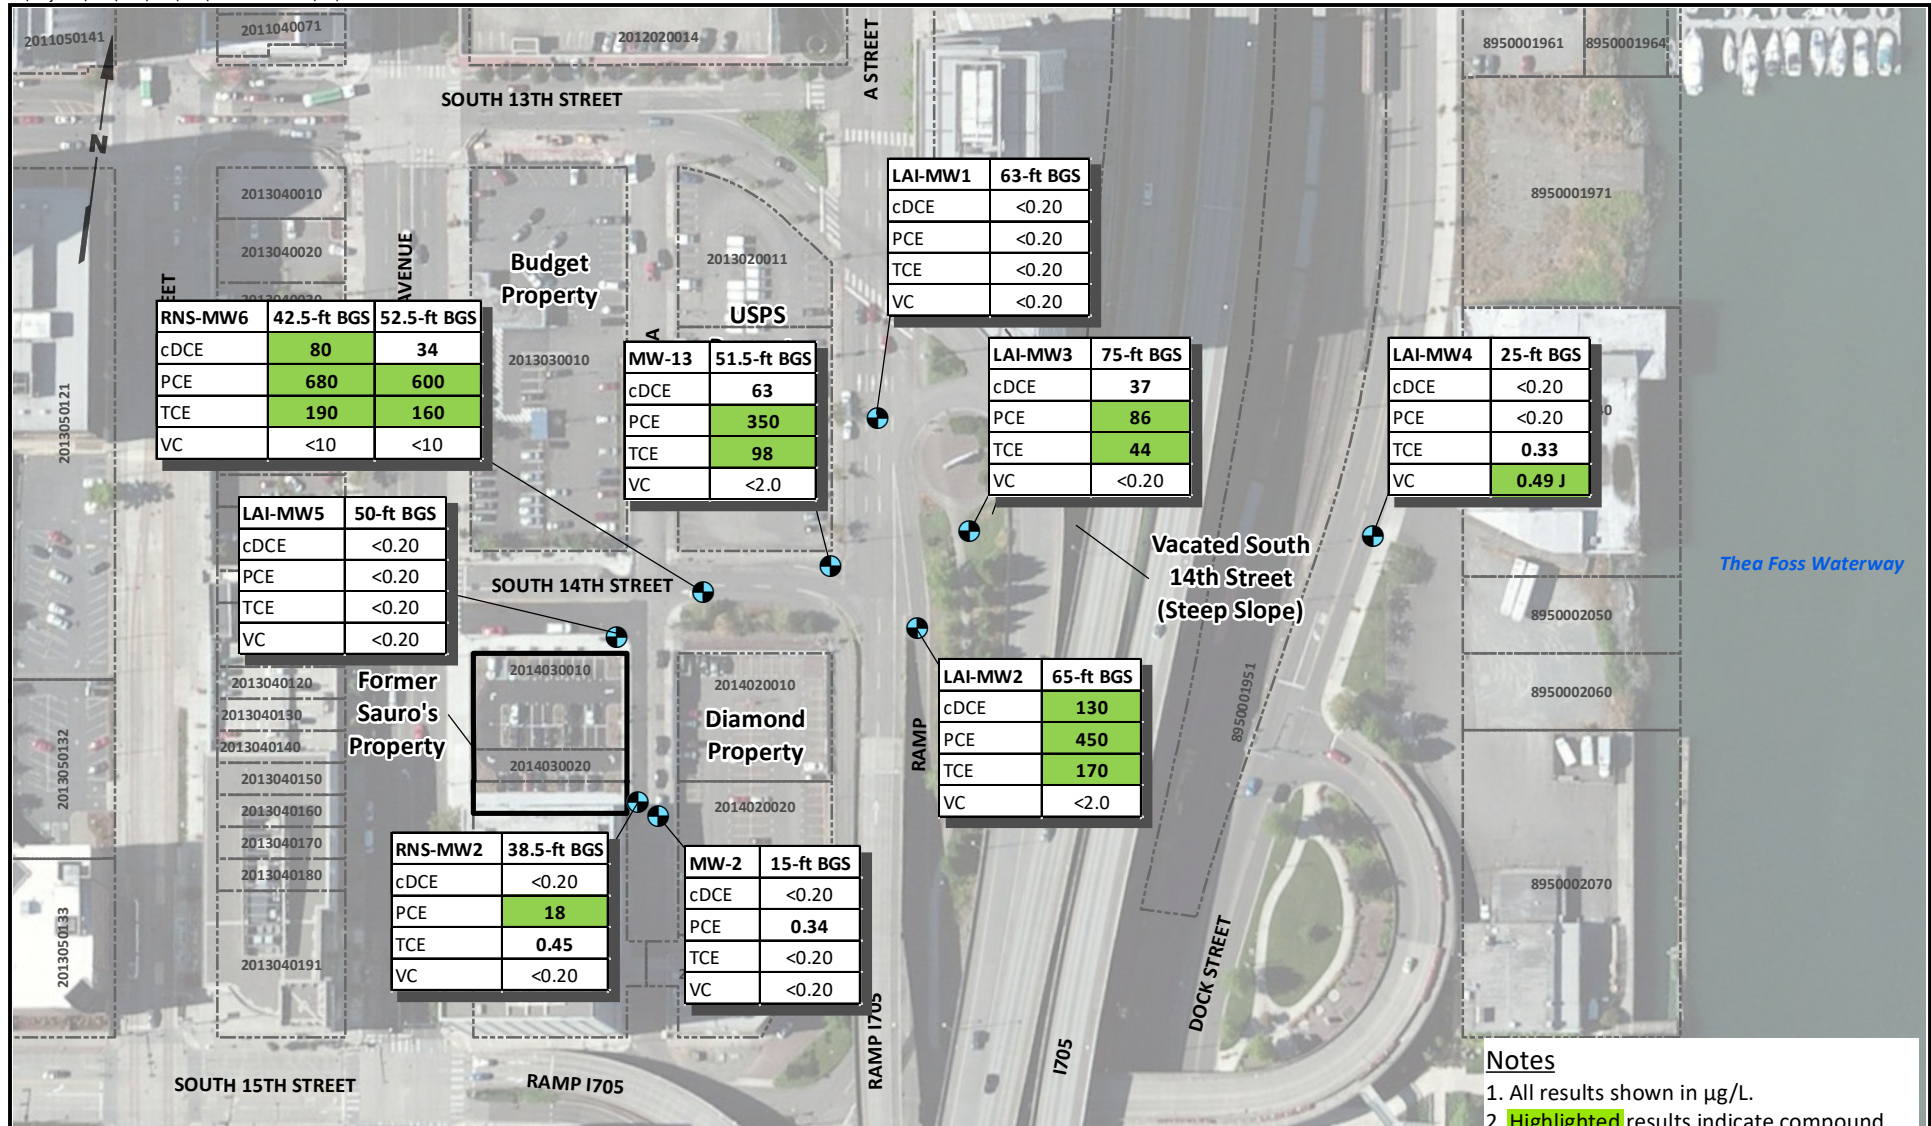 2011050141
2011040071
2012020014
A STREET
8950001961
8950001964
SOUTH 13TH STREET
N
2013040010
2013040020
AVENUE
Budget
Property
2013020011
USPS
2013030010
8950001971
LAI-MW1 63-ft BGS
cDCE <0.20
PCE <0.20
TCE <0.20
VC <0.20
RNS-MW6 42.5-ft BGS 52.5-ft BGS
cDCE 80 34
PCE 680 600
TCE 190 160
VC <10 <10
MW-13 51.5-ft BGS
cDCE 63
PCE 350
TCE 98
VC <2.0
LAI-MW3 75-ft BGS
cDCE 37
PCE 86
TCE 44
VC <0.20
LAI-MW4 25-ft BGS
cDCE <0.20
PCE <0.20
TCE 0.33
VC 0.49 J
2013050121
LAI-MW5 50-ft BGS
cDCE <0.20
PCE <0.20
TCE <0.20
VC <0.20
SOUTH 14TH STREET
Vacated South
14th Street
(Steep Slope)
Thea Foss Waterway
8950002050
8950002060
8950001951
2013040120
2013040130
2013040140
2013040150
2013040160
2013040170
2013040180
2013040191
Former
Sauro's
Property
2014030010
2014030020
2014020010
Diamond
Property
2014020020
RAMP
LAI-MW2 65-ft BGS
cDCE 130
PCE 450
TCE 170
VC <2.0
2013050132
2013050133
RNS-MW2 38.5-ft BGS
cDCE <0.20
PCE 18
TCE 0.45
VC <0.20
MW-2 15-ft BGS
cDCE <0.20
PCE 0.34
TCE <0.20
VC <0.20
8950002070
DOCK STREET
RAMP I705
I705
SOUTH 15TH STREET
RAMP I705
Notes
1. All results shown in µg/L.
2. Highlighted results indicate compound